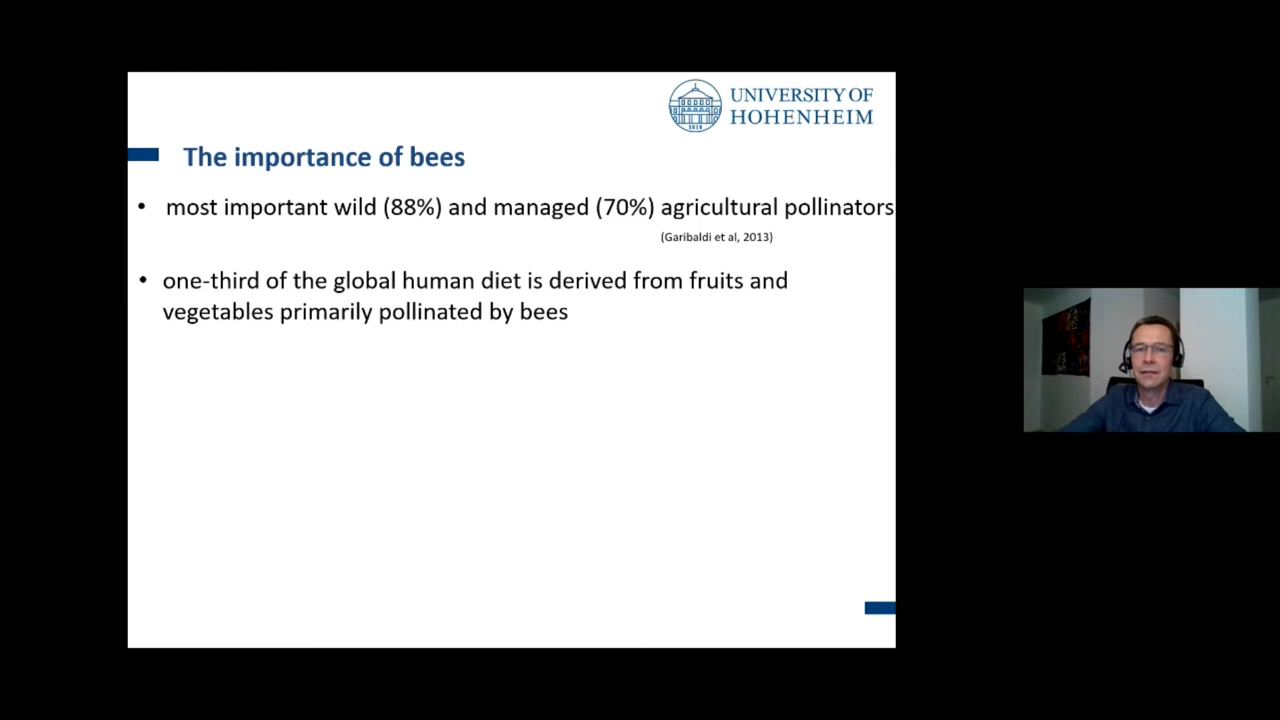 UNIVERSITY OF
HOHENHEIM
The importance of bees
• most important wild (88%) and managed (70%) agricultural pollinators
(Garibaldi et al, 2013)
• one-third of the global human diet is derived from fruits and
vegetables primarily pollinated by bees